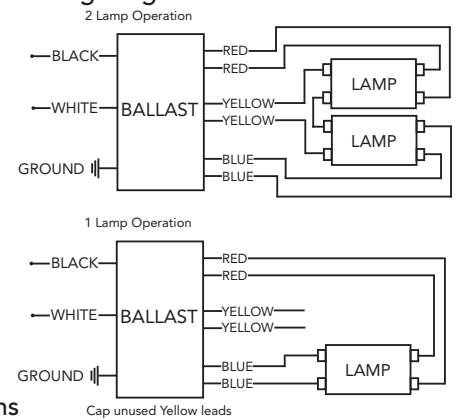 2 Lamp Operation
BLACK
WHITE
GROUND
BALLAST
RED
RED
YELLOW
YELLOW
BLUE
BLUE
LAMP
LAMP
1 Lamp Operation
BLACK
WHITE
GROUND
BALLAST
RED
RED
YELLOW
YELLOW
BLUE
BLUE
LAMP
Cap unused Yellow leads